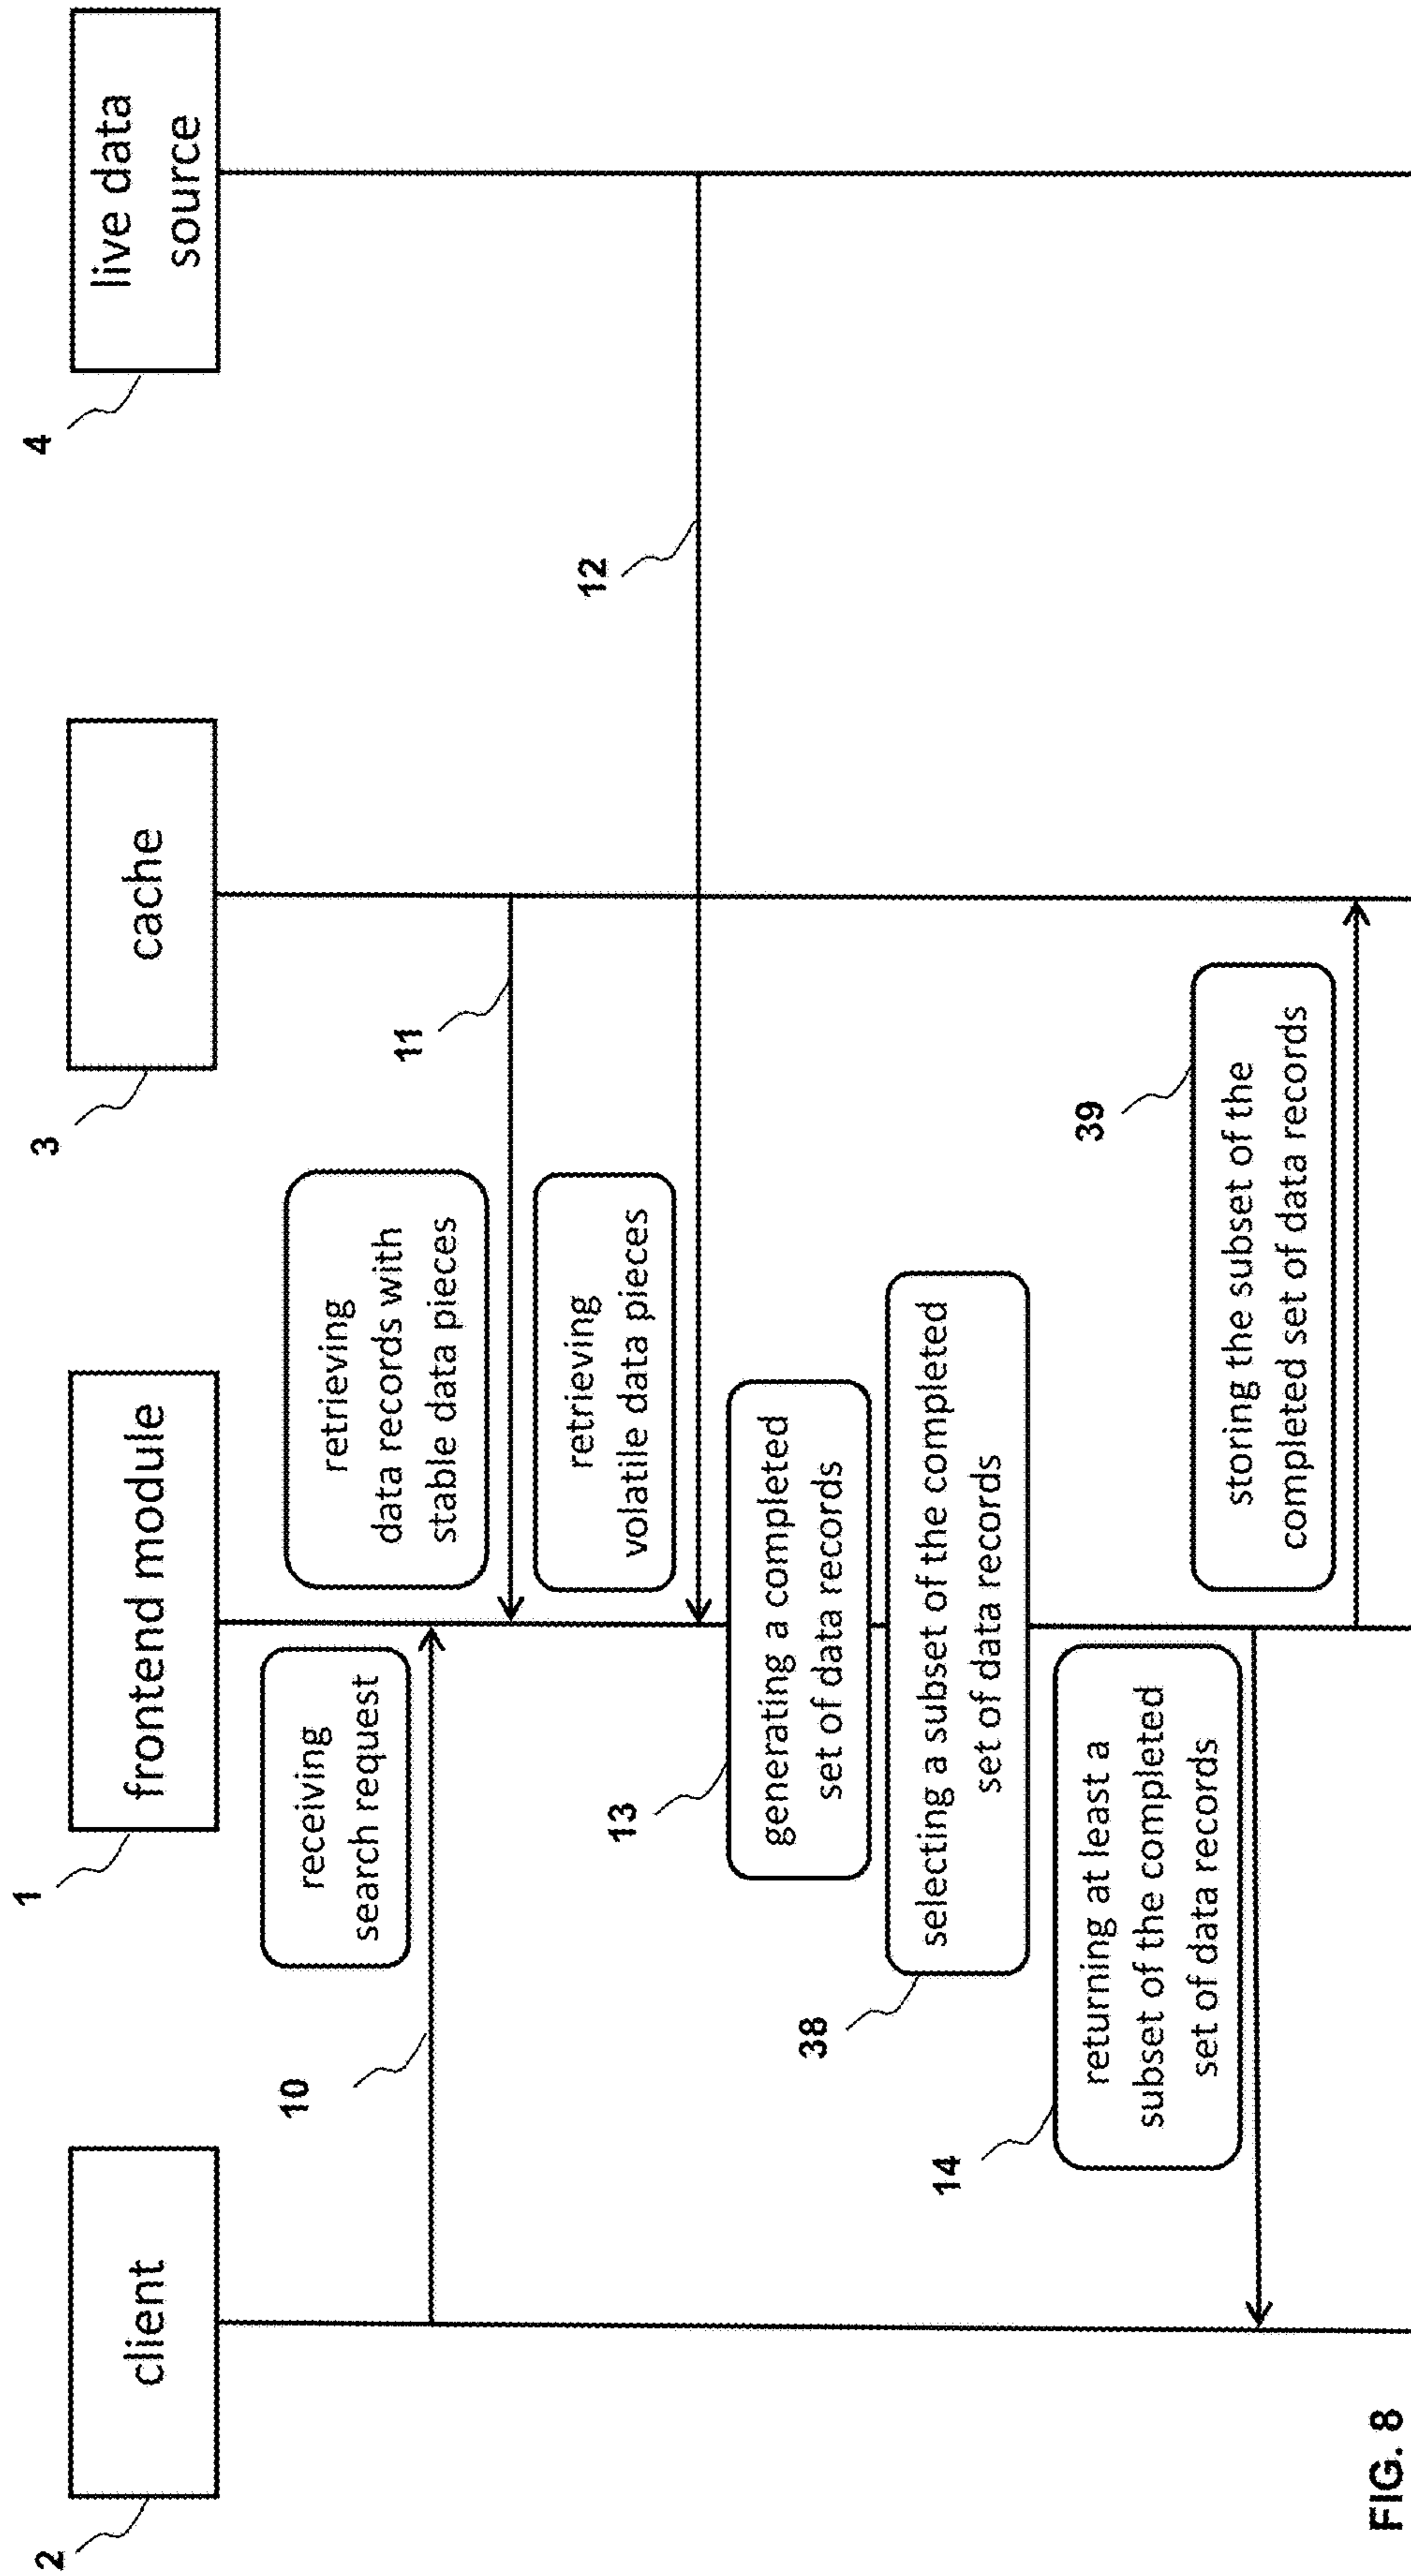 2
client
1
frontend module
3
cache
4
live data
source
10
receiving
search request
retrieving
data records with
stable data pieces
11
retrieving
volatile data pieces
12
13
generating a completed
set of data records
38
selecting a subset of the completed
set of data records
14
returning at least a
subset of the completed
set of data records
39
storing the subset of the
completed set of data records
FIG. 8